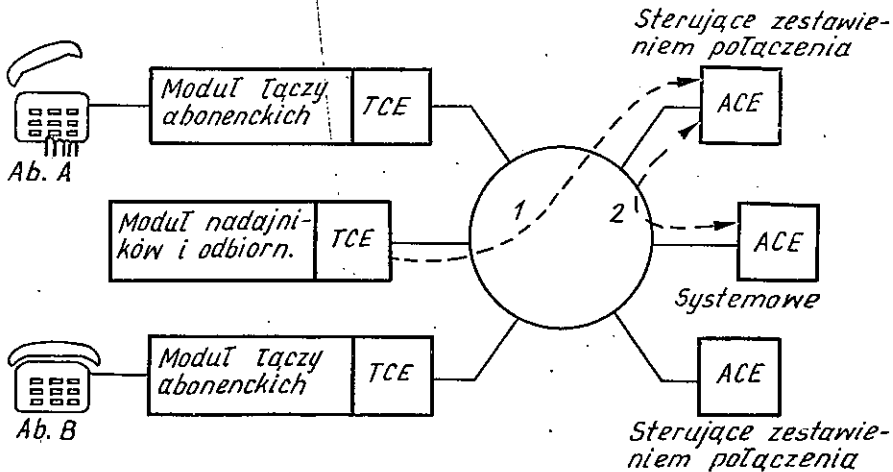 Sterujące zestawie-
niem połączenia
Moduł łączy
abonenckich
TCE
ACE
Ab. A
1
2
Moduł nadajni-
ków i odbiorn.
TCE
ACE
Systemowe
Moduł łączy
abonenckich
TCE
ACE
Ab. B
Sterujące zestawie-
niem połączenia